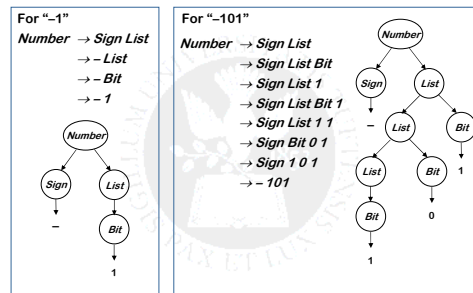 For “–1”
Number → Sign List
→ – List
→ – Bit
→ – 1
Number
Sign
List
–
Bit
1
For “–101”
Number → Sign List
→ Sign List Bit
→ Sign List 1
→ Sign List Bit 1
→ Sign List 1 1
→ Sign Bit 0 1
→ Sign 1 0 1
→ – 101
Number
Sign
List
–
List
Bit
List
Bit
1
Bit
0
1